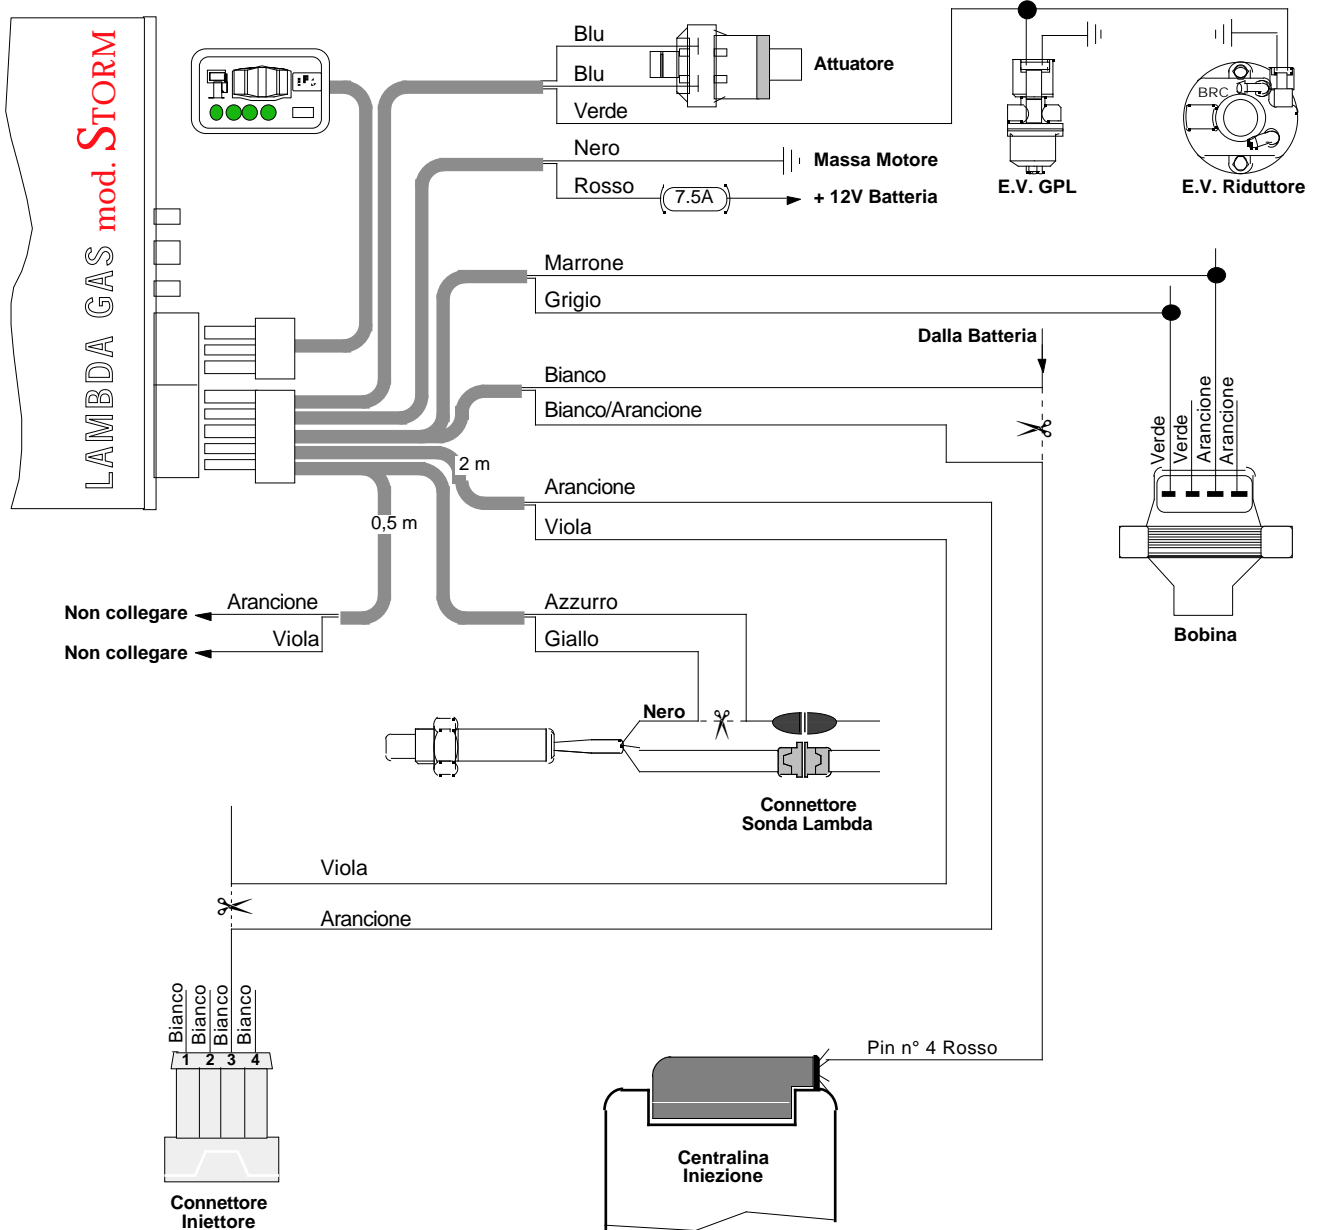 LAMBDA GAS mod. STORM
Blu
Blu
Verde
Attuatore
Nero
Massa Motore
Rosso
7.5A
+ 12V Batteria
E.V. GPL
BRC
E.V. Riduttore
Marrone
Grigio
Dalla Batteria
Bianco
Bianco/Arancione
2 m
Arancione
Viola
0,5 m
Verde
Verde
Arancione
Arancione
Bobina
Non collegare
Arancione
Non collegare
Viola
Azzurro
Giallo
Nero
Connettore
Sonda Lambda
Viola
Arancione
Bianco
Bianco
Bianco
Bianco
1 2 3 4
Connettore
Iniettore
Pin n° 4 Rosso
Centralina
Iniezione